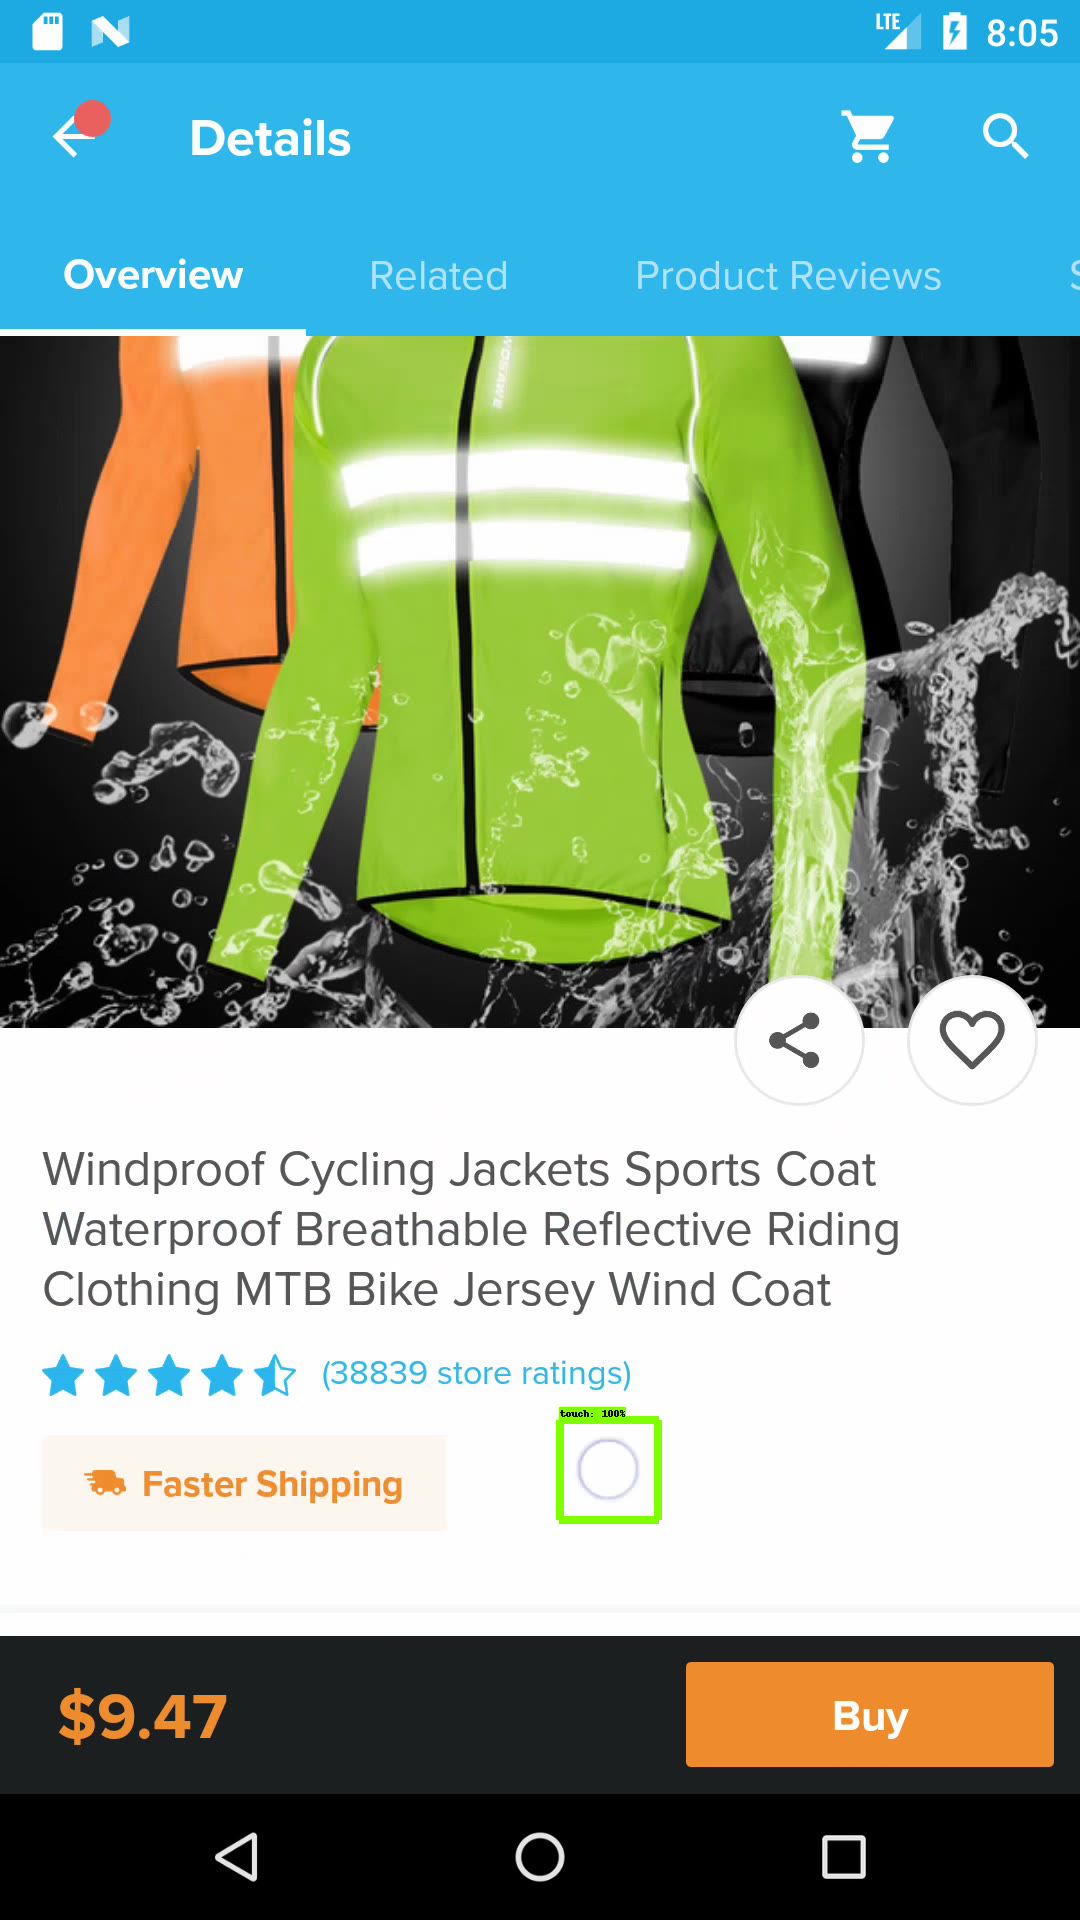 LTE 8:05
Details
Overview Related Product Reviews S
Windproof Cycling Jackets Sports Coat
Waterproof Breathable Reflective Riding
Clothing MTB Bike Jersey Wind Coat
(38839 store ratings)
touch: 100%
Faster Shipping
$9.47 Buy